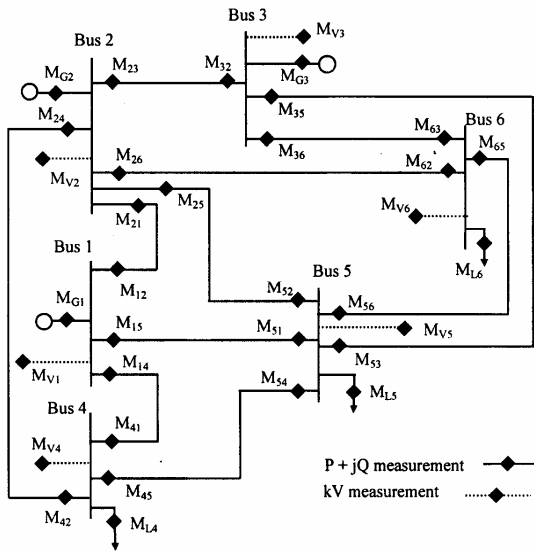 Bus 3
M_V3
Bus 2
M_23
M_32
M_G2
M_G3
M_24
M_35
Bus 6
M_63
M_65
M_26
M_36
M_62
M_V2
M_25
M_21
M_V6
Bus 1
M_L6
Bus 5
M_12
M_52
M_G1
M_56
M_15
M_51
M_V5
M_14
M_53
M_V1
M_54
Bus 4
M_L5
M_41
M_V4
P + jQ measurement
M_45
kV measurement
M_42
M_L4